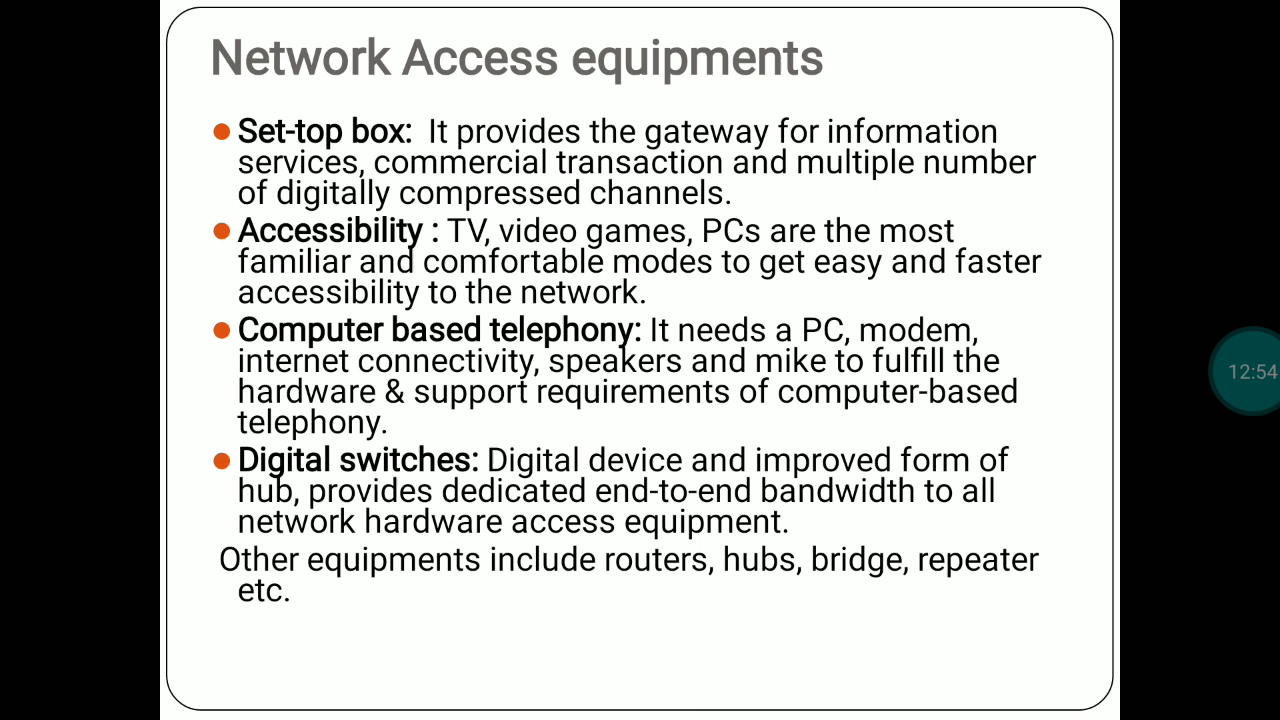 Network Access equipments
● Set-top box: It provides the gateway for information
services, commercial transaction and multiple number
of digitally compressed channels.
● Accessibility : TV, video games, PCs are the most
familiar and comfortable modes to get easy and faster
accessibility to the network.
● Computer based telephony: It needs a PC, modem,
internet connectivity, speakers and mike to fulfill the
hardware & support requirements of computer-based
telephony.
● Digital switches: Digital device and improved form of
hub, provides dedicated end-to-end bandwidth to all
network hardware access equipment.
Other equipments include routers, hubs, bridge, repeater
etc.
12:54